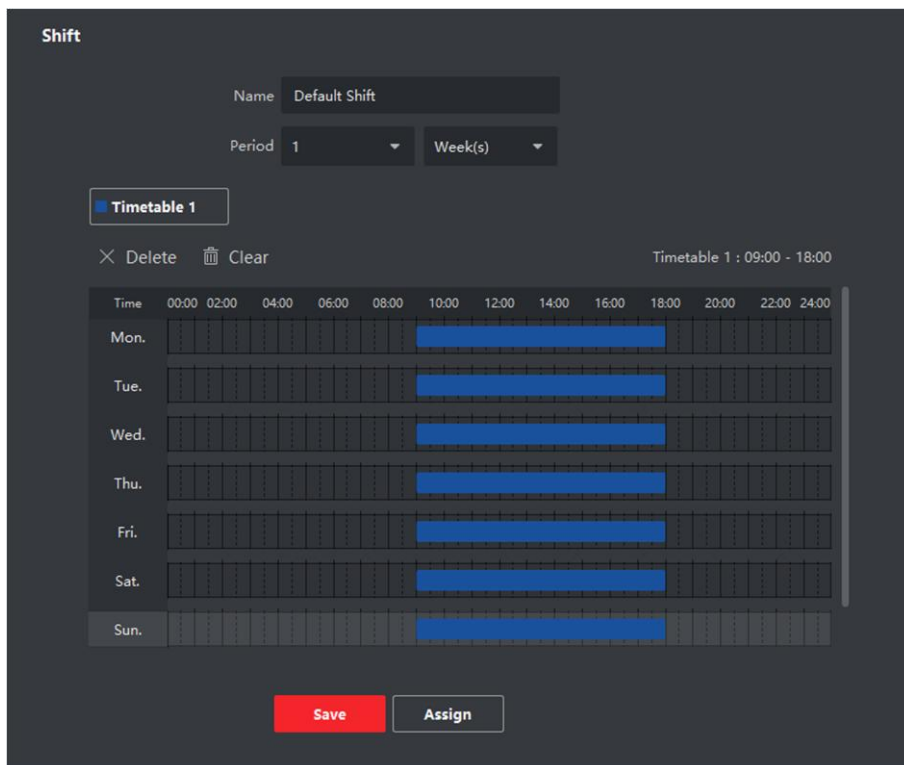 Shift
Name Default Shift
Period 1 Week(s)
Timetable 1
Delete Clear Timetable 1 : 09:00 - 18:00
Time 00:00 02:00 04:00 06:00 08:00 10:00 12:00 14:00 16:00 18:00 20:00 22:00 24:00
Mon.
Tue.
Wed.
Thu.
Fri.
Sat.
Sun.
Save Assign